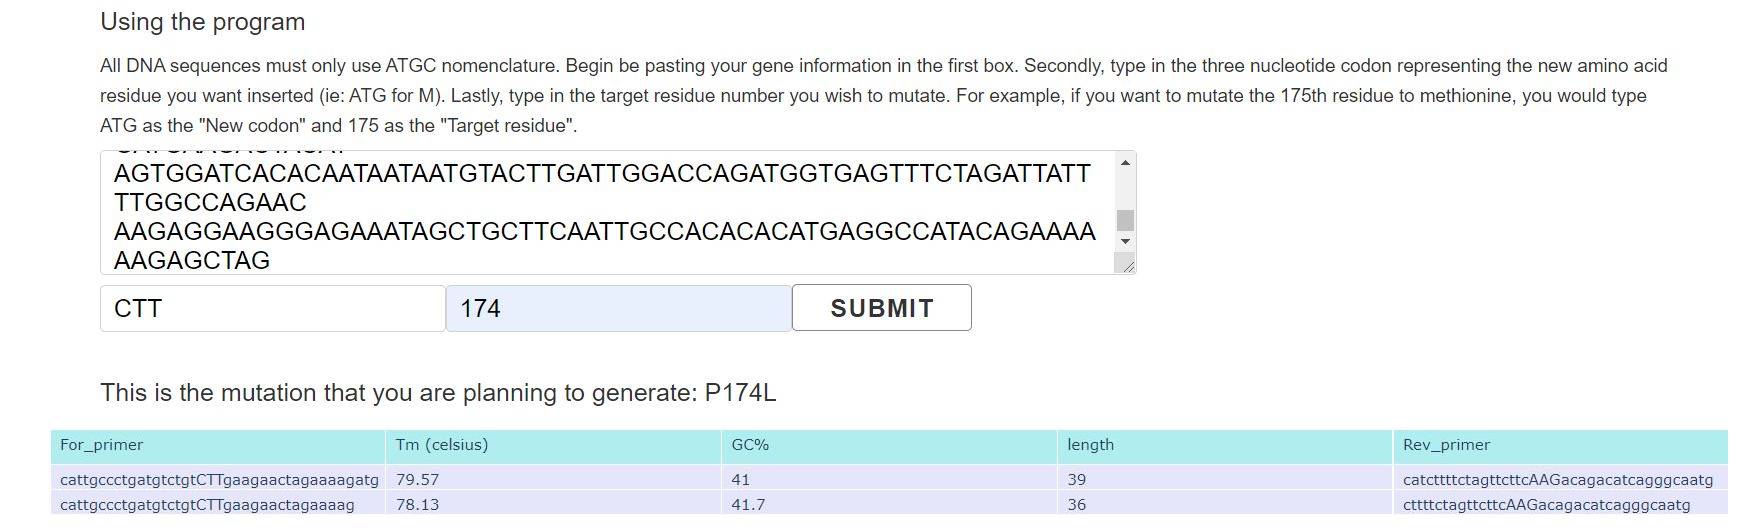 Using the program
All DNA sequences must only use ATGC nomenclature. Begin be pasting your gene information in the first box. Secondly, type in the three nucleotide codon representing the new amino acid
residue you want inserted (ie: ATG for M). Lastly, type in the target residue number you wish to mutate. For example, if you want to mutate the 175th residue to methionine, you would type
ATG as the "New codon" and 175 as the "Target residue".
AGTGGATCACACAATAATAATGTACTTGATTGGACCAGATGGTGAGTTTCTAGATTATT
TTGGCCAGAAC
AAGAGGAAGGGAGAAATAGCTGCTTCAATTGCCACACACATGAGGCCATACAGAAAA
AAGAGCTAG
CTT 174 SUBMIT
This is the mutation that you are planning to generate: P174L
For_primer Tm (celsius) GC% length Rev_primer
cattgccctgatgtctgtCTTgaagaactagaaaagatg 79.57 41 39 catcttttctagttcttcAAGacagacatcagggcaatg
cattgccctgatgtctgtCTTgaagaactagaaaag 78.13 41.7 36 cttttctagttcttcAAGacagacatcagggcaatg